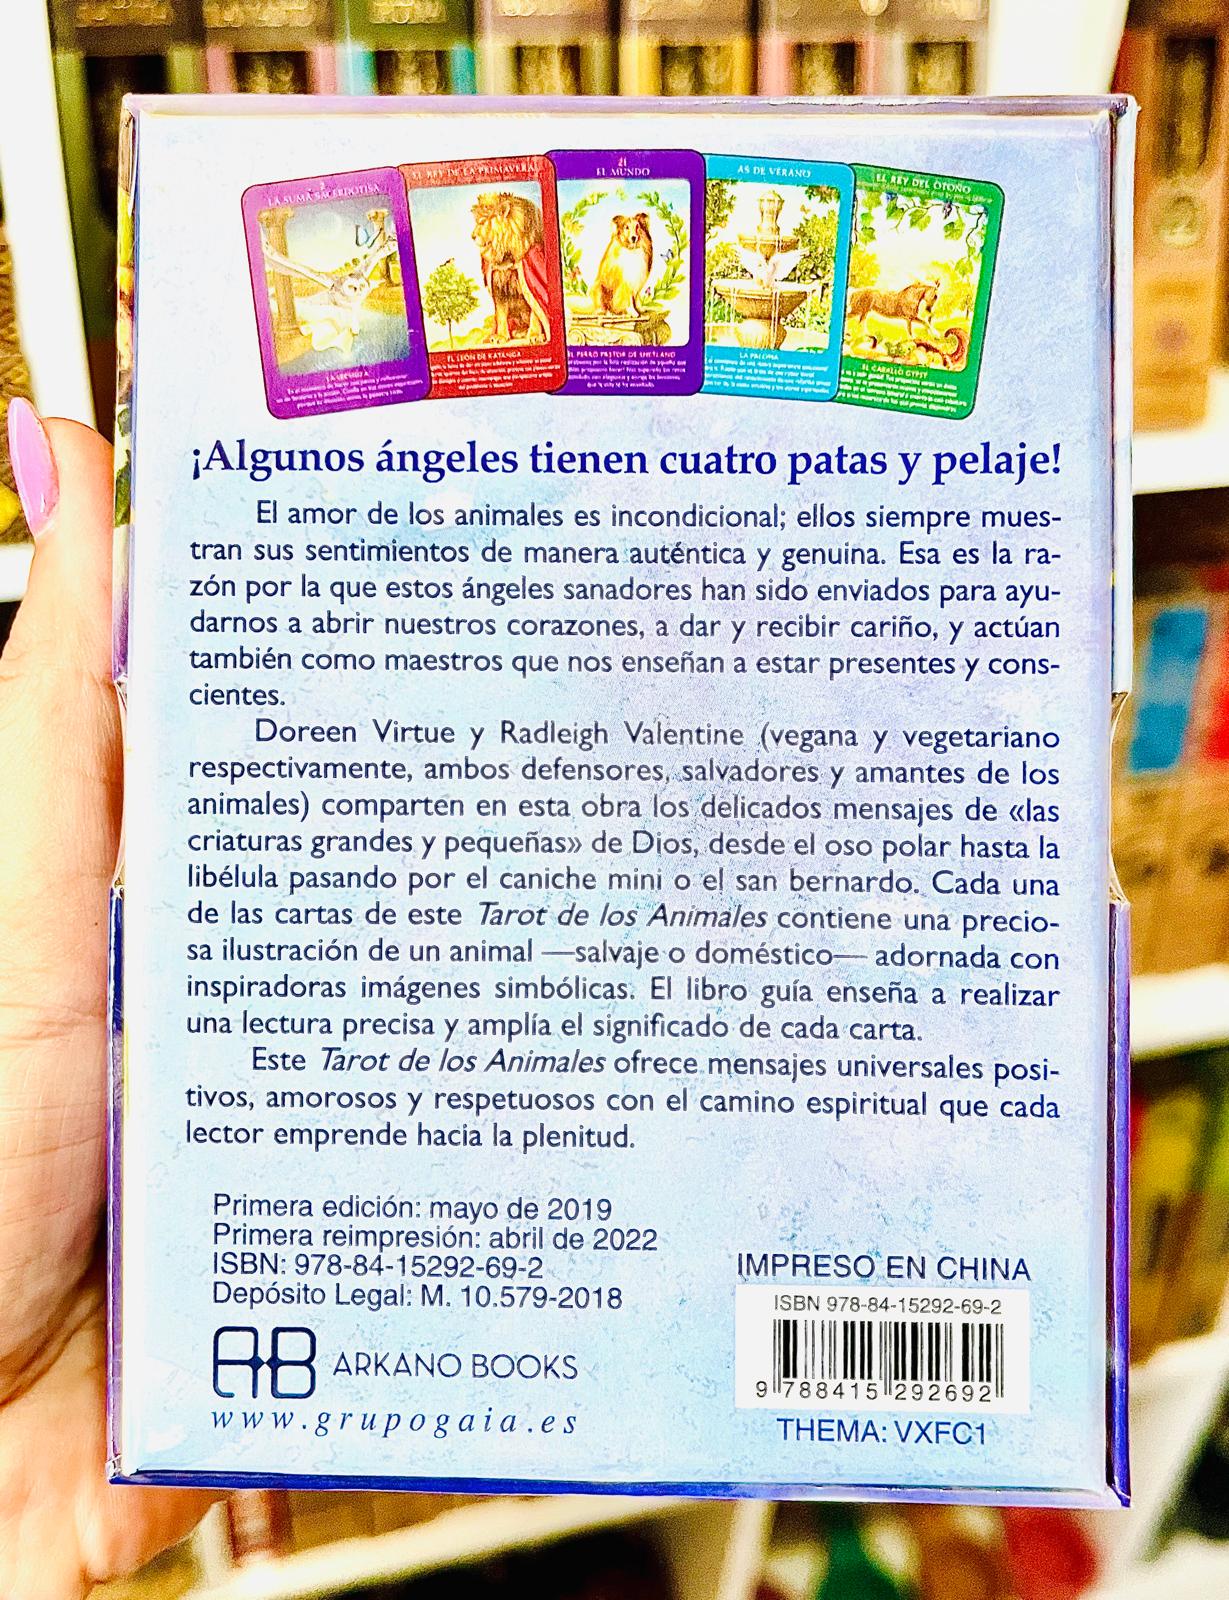 2
LA SUMA SACERDOTISA
EL REY DE LA PRIMAVERA
21
EL MUNDO
AS DE VERANO
EL REY DEL OTOÑO
LA LECHUZA
EL LEÓN DE KATANGA
EL PERRO PASTOR DE SHETLAND
LA PALOMA
EL CABALLO GYPSY
¡Algunos ángeles tienen cuatro patas y pelaje!
El amor de los animales es incondicional; ellos siempre mues-
tran sus sentimientos de manera auténtica y genuina. Esa es la ra-
zón por la que estos ángeles sanadores han sido enviados para ayu-
darnos a abrir nuestros corazones, a dar y recibir cariño, y actúan
también como maestros que nos enseñan a estar presentes y cons-
cientes.
Doreen Virtue y Radleigh Valentine (vegana y vegetariano
respectivamente, ambos defensores, salvadores y amantes de los
animales) comparten en esta obra los delicados mensajes de «las
criaturas grandes y pequeñas» de Dios, desde el oso polar hasta la
libélula pasando por el caniche mini o el san bernardo. Cada una
de las cartas de este Tarot de los Animales contiene una precio-
sa ilustración de un animal —salvaje o doméstico— adornada con
inspiradoras imágenes simbólicas. El libro guía enseña a realizar
una lectura precisa y amplía el significado de cada carta.
Este Tarot de los Animales ofrece mensajes universales posi-
tivos, amorosos y respetuosos con el camino espiritual que cada
lector emprende hacia la plenitud.
Primera edición: mayo de 2019
Primera reimpresión: abril de 2022
ISBN: 978-84-15292-69-2
Depósito Legal: M. 10.579-2018
AB ARKANO BOOKS
www.grupogaia.es
IMPRESO EN CHINA
ISBN 978-84-15292-69-2
9 788415 292692
THEMA: VXFC1